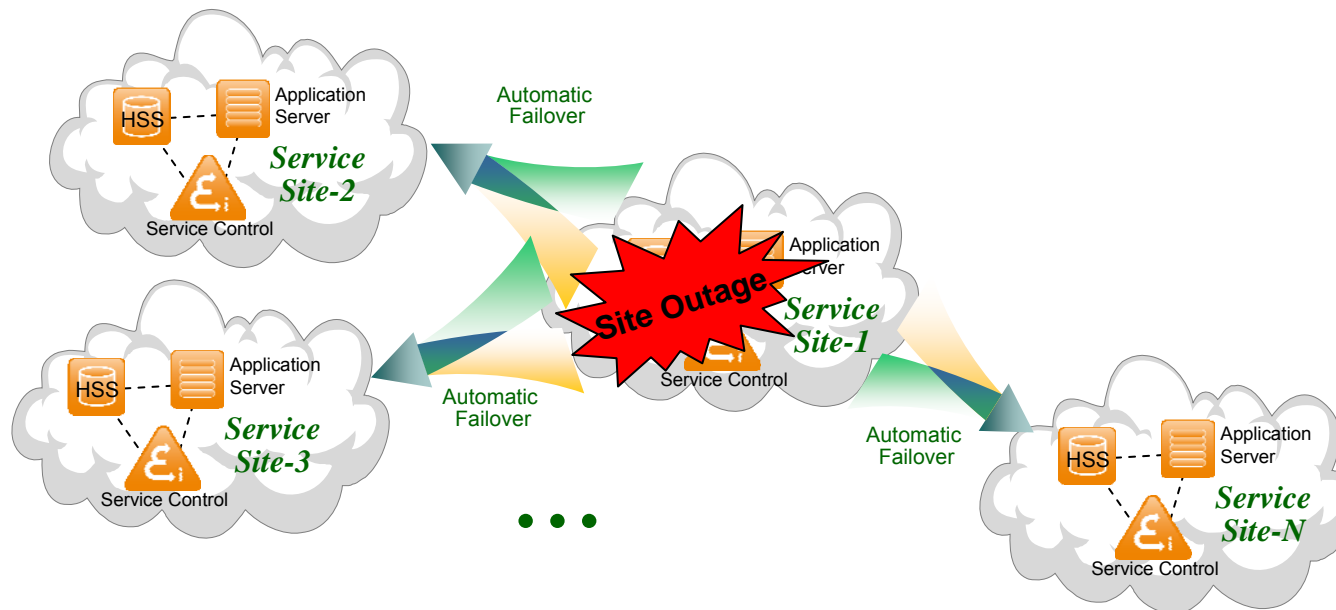 HSS
Application
Server
Service
Site-2
Service Control
Automatic
Failover
Site Outage
Application
Server
Service
Site-1
Service Control
HSS
Application
Server
Service
Site-3
Service Control
Automatic
Failover
Automatic
Failover
HSS
Application
Server
Service
Site-N
Service Control